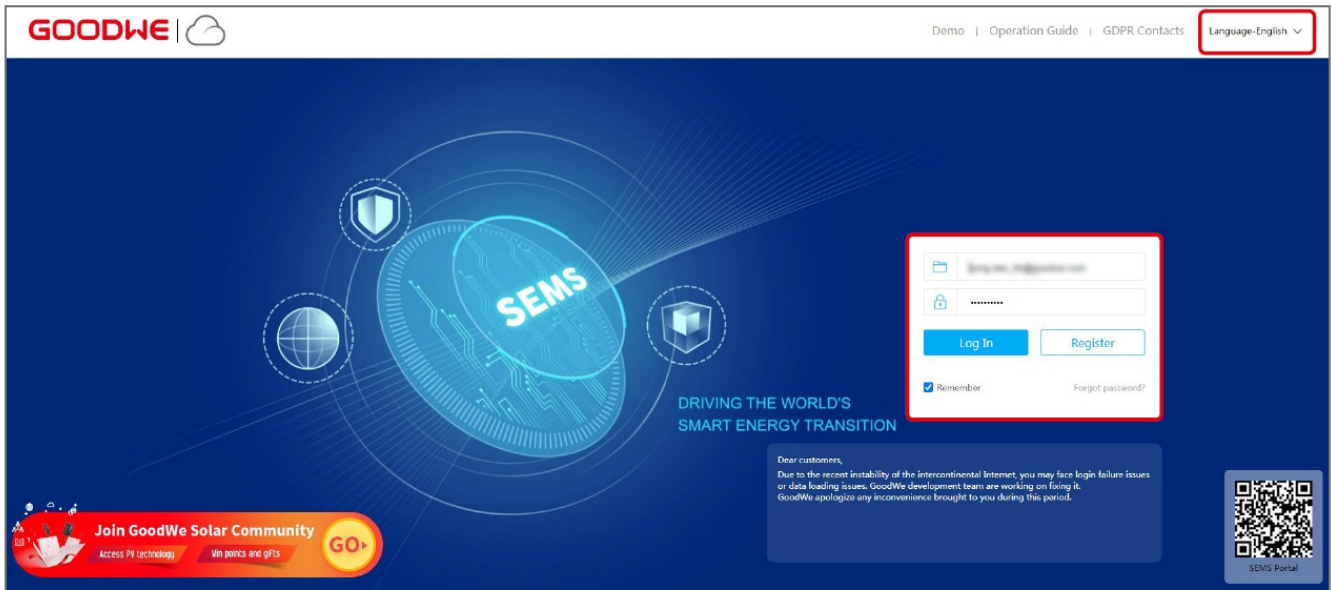 GOODWE
Demo | Operation Guide | GDPR Contacts
Language-English
SEMS
Log In
Register
Remember
Forgot password?
DRIVING THE WORLD'S
SMART ENERGY TRANSITION
Dear customers,
Due to the recent instability of the intercontinental Internet, you may face login failure issues
or data loading issues. GoodWe development team are working on fixing it.
GoodWe apologize any inconvenience brought to you during this period.
Join GoodWe Solar Community
Access PV technology
Win points and gifts
GO
SEMS Portal